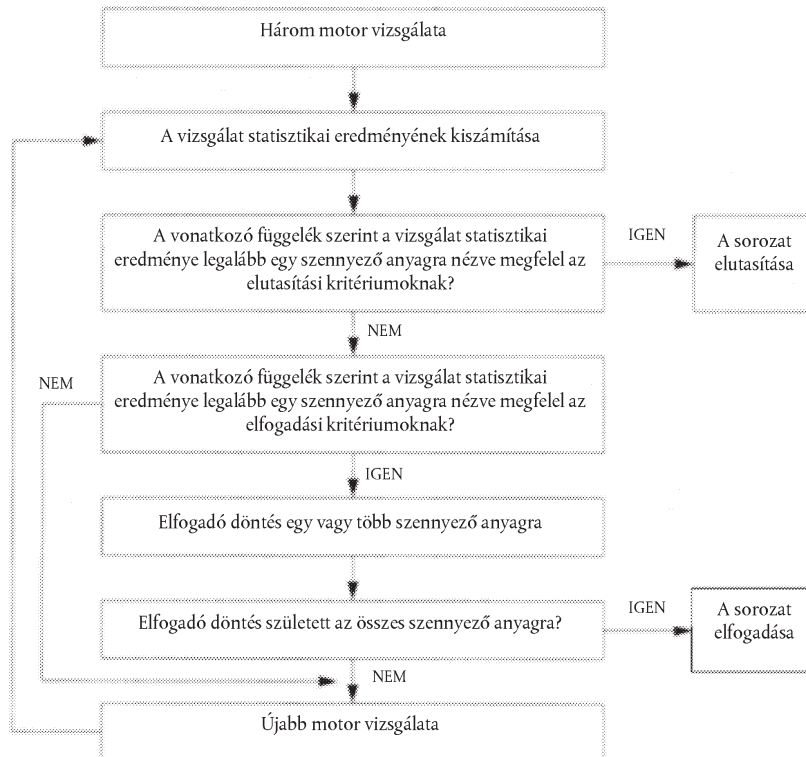 Három motor vizsgálata
A vizsgálat statisztikai eredményének kiszámítása
A vonatkozó függelék szerint a vizsgálat statisztikai
eredménye legalább egy szennyező anyagra nézve megfelel az
elutasítási kritériumoknak?
IGEN
A sorozat
elutasítása
NEM
NEM
A vonatkozó függelék szerint a vizsgálat statisztikai
eredménye legalább egy szennyező anyagra nézve megfelel az
elfogadási kritériumoknak?
IGEN
Elfogadó döntés egy vagy több szennyező anyagra
Elfogadó döntés született az összes szennyező anyagra?
IGEN
A sorozat
elfogadása
NEM
Újabb motor vizsgálata